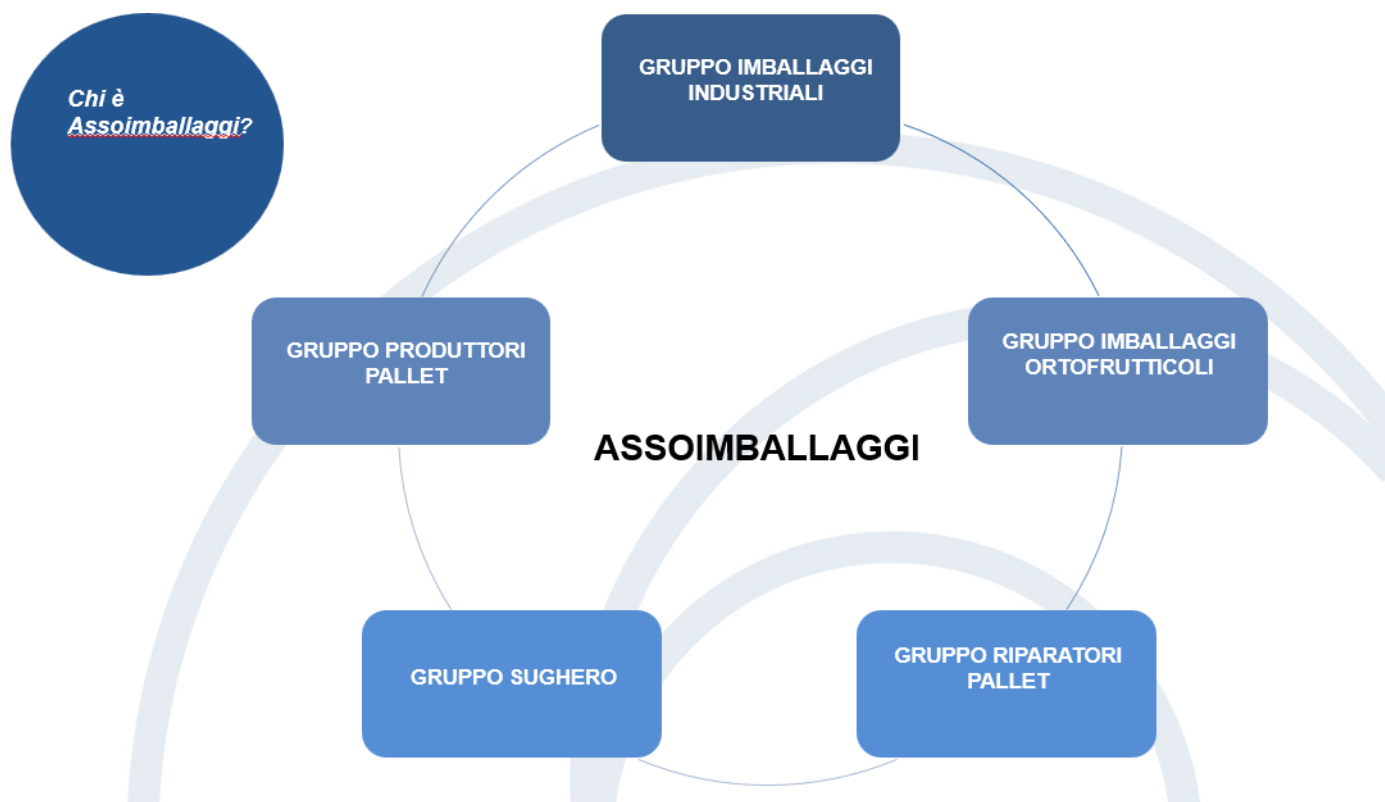 Chi è
Assoimballaggi?
GRUPPO IMBALLAGGI
INDUSTRIALI
GRUPPO PRODUTTORI
PALLET
GRUPPO IMBALLAGGI
ORTOFRUTTICOLI
ASSOIMBALLAGGI
GRUPPO SUGHERO
GRUPPO RIPARATORI
PALLET